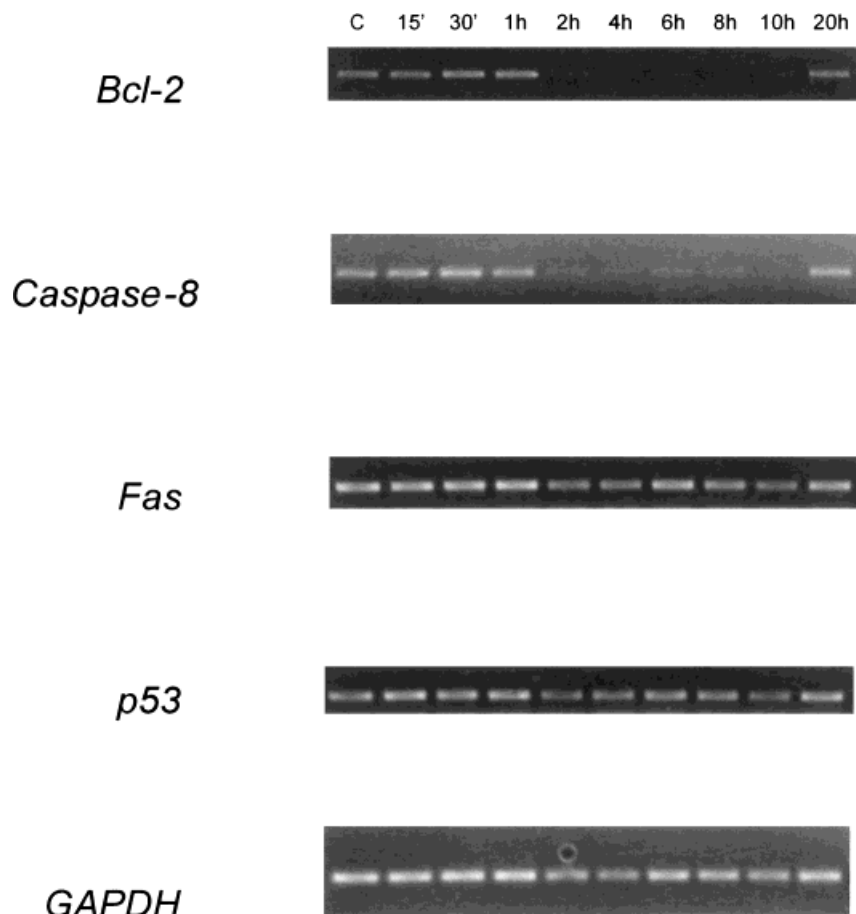 C 15' 30' 1h 2h 4h 6h 8h 10h 20h
Bcl-2
Caspase-8
Fas
p53
GAPDH